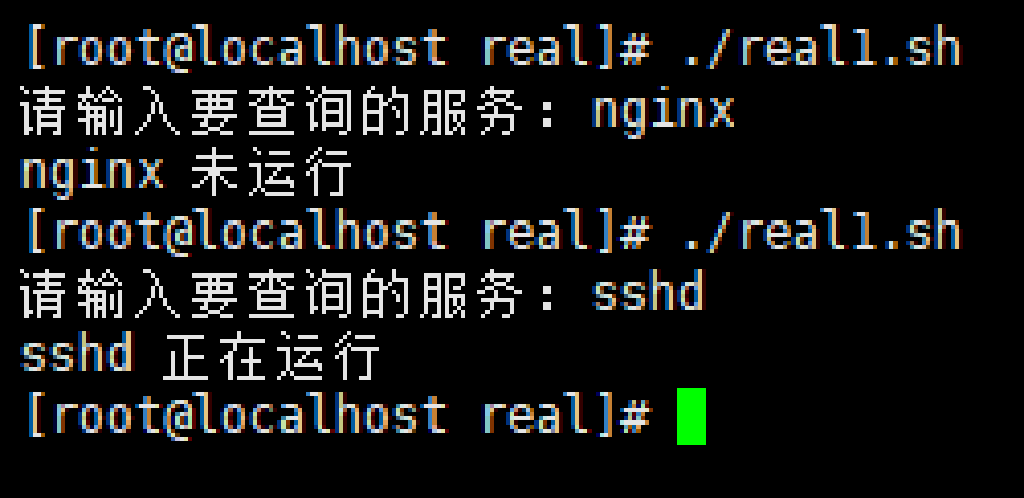 [root@localhost real]# ./real1.sh
请输入要查询的服务：nginx
nginx 未运行
[root@localhost real]# ./real1.sh
请输入要查询的服务：sshd
sshd 正在运行
[root@localhost real]#